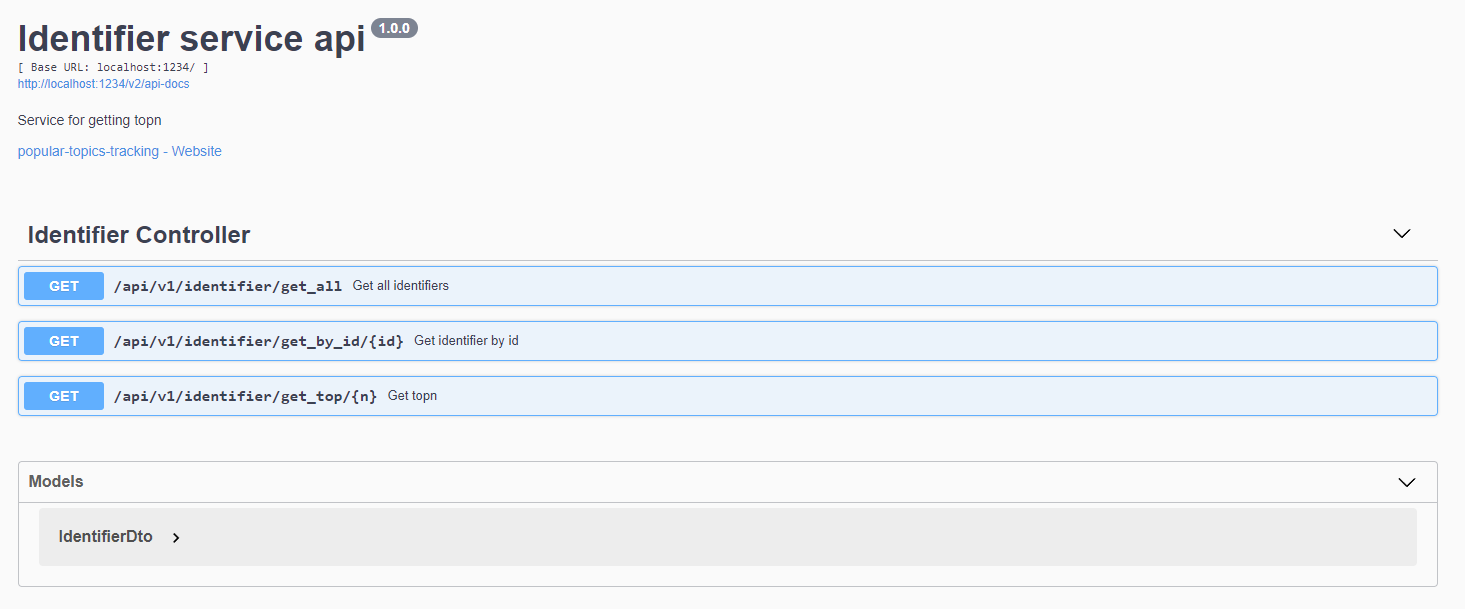 Identifier service api 1.0.0
[ Base URL: localhost:1234/ ]
http://localhost:1234/v2/api-docs
Service for getting topn
popular-topics-tracking - Website
Identifier Controller
GET /api/v1/identifier/get_all Get all identifiers
GET /api/v1/identifier/get_by_id/{id} Get identifier by id
GET /api/v1/identifier/get_top/{n} Get topn
Models
IdentifierDto